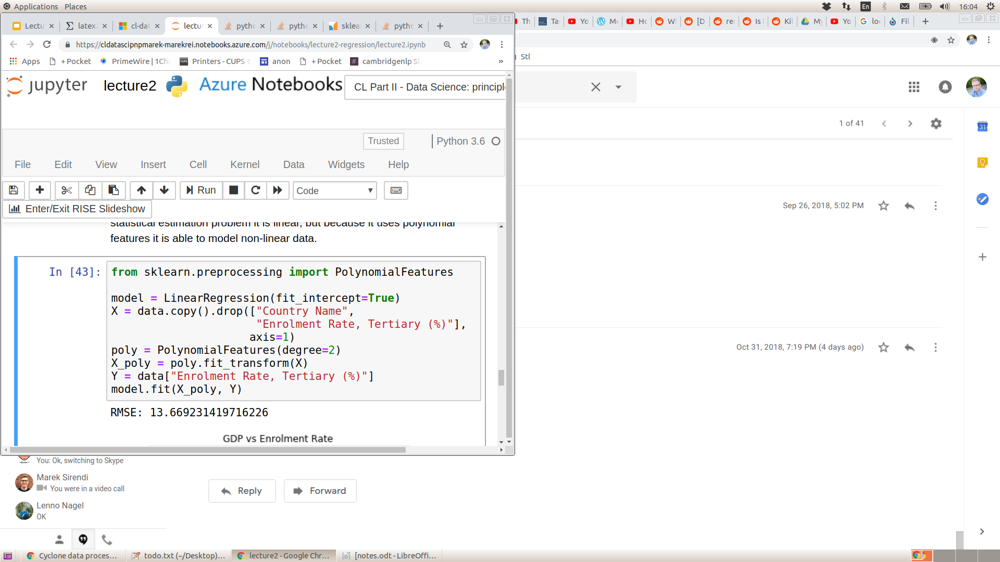 Applications Places
En
16:04
Lectu
latex:
cl-dat
lectu
pytho
pytho
sklea
pytho
Th
Ta
Yo
Me
Ho
WI
[D
re
Is
Kil
My
Yo
loc
Fil
https://cldatascipnpmarek-marekrei.notebooks.azure.com/j/notebooks/lecture2-regression/lecture2.ipynb
Apps
+Pocket
PrimeWire | 1Ch
Printers - CUPS 1
anon
+Pocket
cambridgenlp Sl
»
Stl
jupyter
lecture2
Azure Notebooks
CL Part II - Data Science: principle
Trusted
Python 3.6
File Edit View Insert Cell Kernel Data Widgets Help
Run
Code
Enter/Exit RISE Slideshow
statistical estimation problem it is linear, but because it uses polynomial
features it is able to model non-linear data.
In [43]:
from sklearn.preprocessing import PolynomialFeatures
model = LinearRegression(fit_intercept=True)
X = data.copy().drop(["Country Name",
"Enrolment Rate, Tertiary (%)"],
axis=1)
poly = PolynomialFeatures(degree=2)
X_poly = poly.fit_transform(X)
Y = data["Enrolment Rate, Tertiary (%)"]
model.fit(X_poly, Y)
RMSE: 13.669231419716226
GDP vs Enrolment Rate
1 of 41
31
Sep 26, 2018, 5:02 PM
Oct 31, 2018, 7:19 PM (4 days ago)
You: Ok, switching to Skype
Marek Sirendi
You were in a video call
Lenno Nagel
OK
Reply
Forward
Cyclone data proces...
todo.txt (~/Desktop)...
lecture2 - Google Chr...
[notes.odt - LibreOffi...